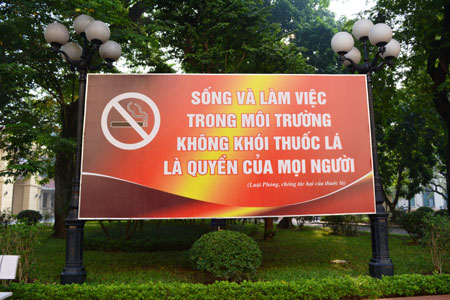 SỐNG VÀ LÀM VIỆC
TRONG MÔI TRƯỜNG
KHÔNG KHÓI THUỐC LÁ
LÀ QUYỀN CỦA MỌI NGƯỜI
(Luật Phòng, chống tác hại của thuốc lá)